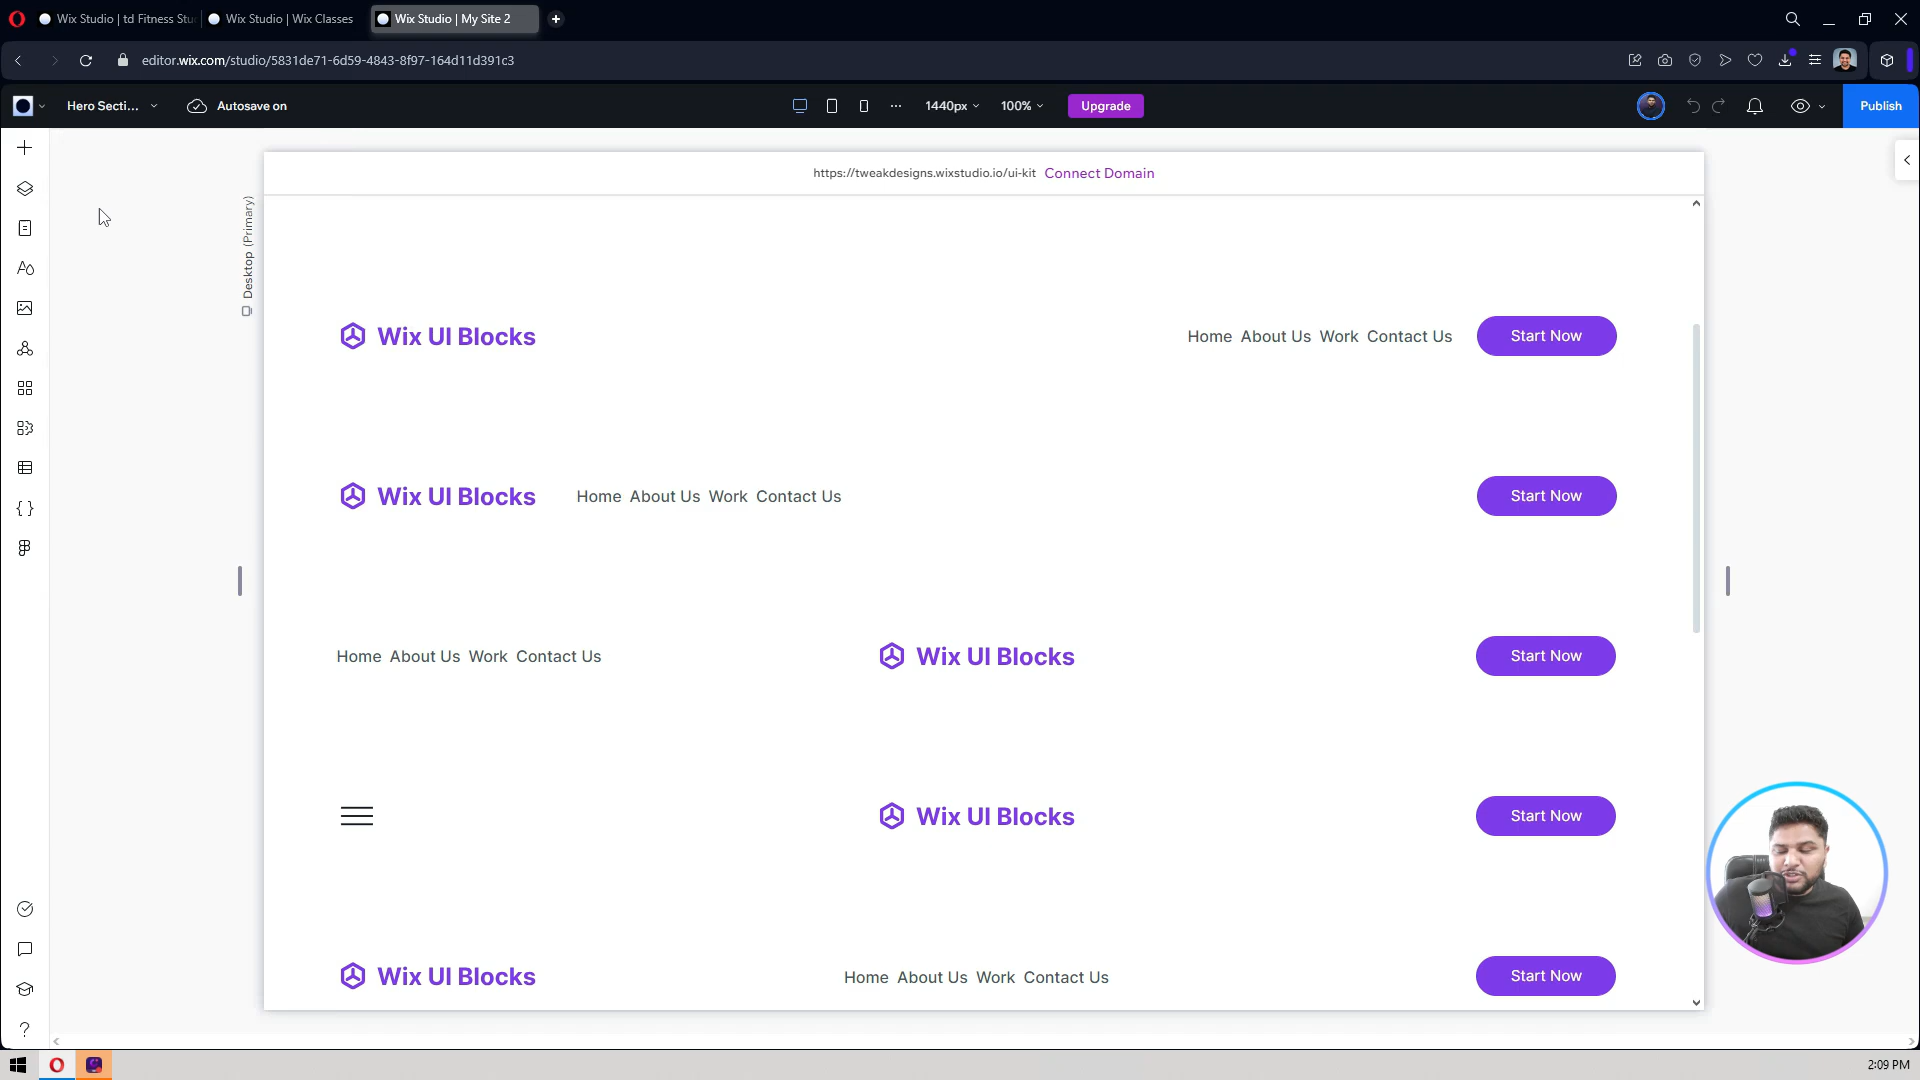 Wix Studio | td Fitness Stu
Wix Studio | Wix Classes
Wix Studio | My Site 2
editor.wix.com/studio/5831de71-6d59-4843-8f97-164d11d391c3
Hero Secti...
Autosave on
1440px
100%
Upgrade
Publish
https://tweakdesigns.wixstudio.io/ui-kit Connect Domain
Desktop (Primary)
Wix UI Blocks
Home About Us Work Contact Us
Start Now
Wix UI Blocks
Home About Us Work Contact Us
Start Now
Home About Us Work Contact Us
Wix UI Blocks
Start Now
Wix UI Blocks
Start Now
Wix UI Blocks
Home About Us Work Contact Us
Start Now
2:09 PM